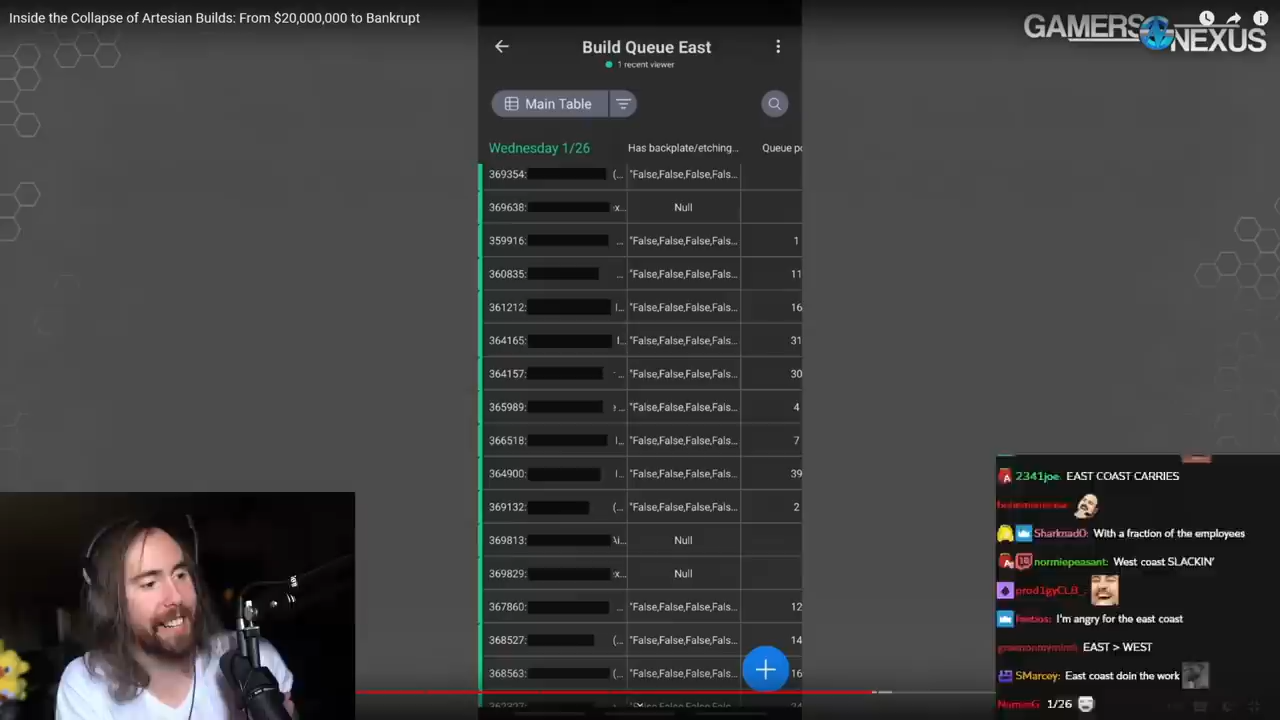 Inside the Collapse of Artesian Builds: From $20,000,000 to Bankrupt
GAMERS NEXUS
Build Queue East
1 recent viewer
Main Table
Wednesday 1/26 Has backplate/etching... Queue po
369354: (... "False,False,False,Fals...
369638: x... Null
359916: ... "False,False,False,Fals... 1
360835: ... "False,False,False,Fals... 11
361212: I... "False,False,False,Fals... 16
364165: I... "False,False,False,Fals... 31
364157: ... "False,False,False,Fals... 30
365989: ... "False,False,False,Fals... 4
366518: I... "False,False,False,Fals... 7
364900: I... "False,False,False,Fals... 39
369132: (... "False,False,False,Fals... 2
369813: i... Null
369829: x... Null
367860: ... "False,False,False,Fals... 12
368527: (... "False,False,False,Fals... 14
368563: (... "False,False,False,Fals... 16
2341joe: EAST COAST CARRIES
SharknadO: With a fraction of the employees
normiepeasant: West coast SLACKIN'
prod1gyCLB_:
I'm angry for the east coast
EAST > WEST
SMarcey: East coast doin the work
1/26